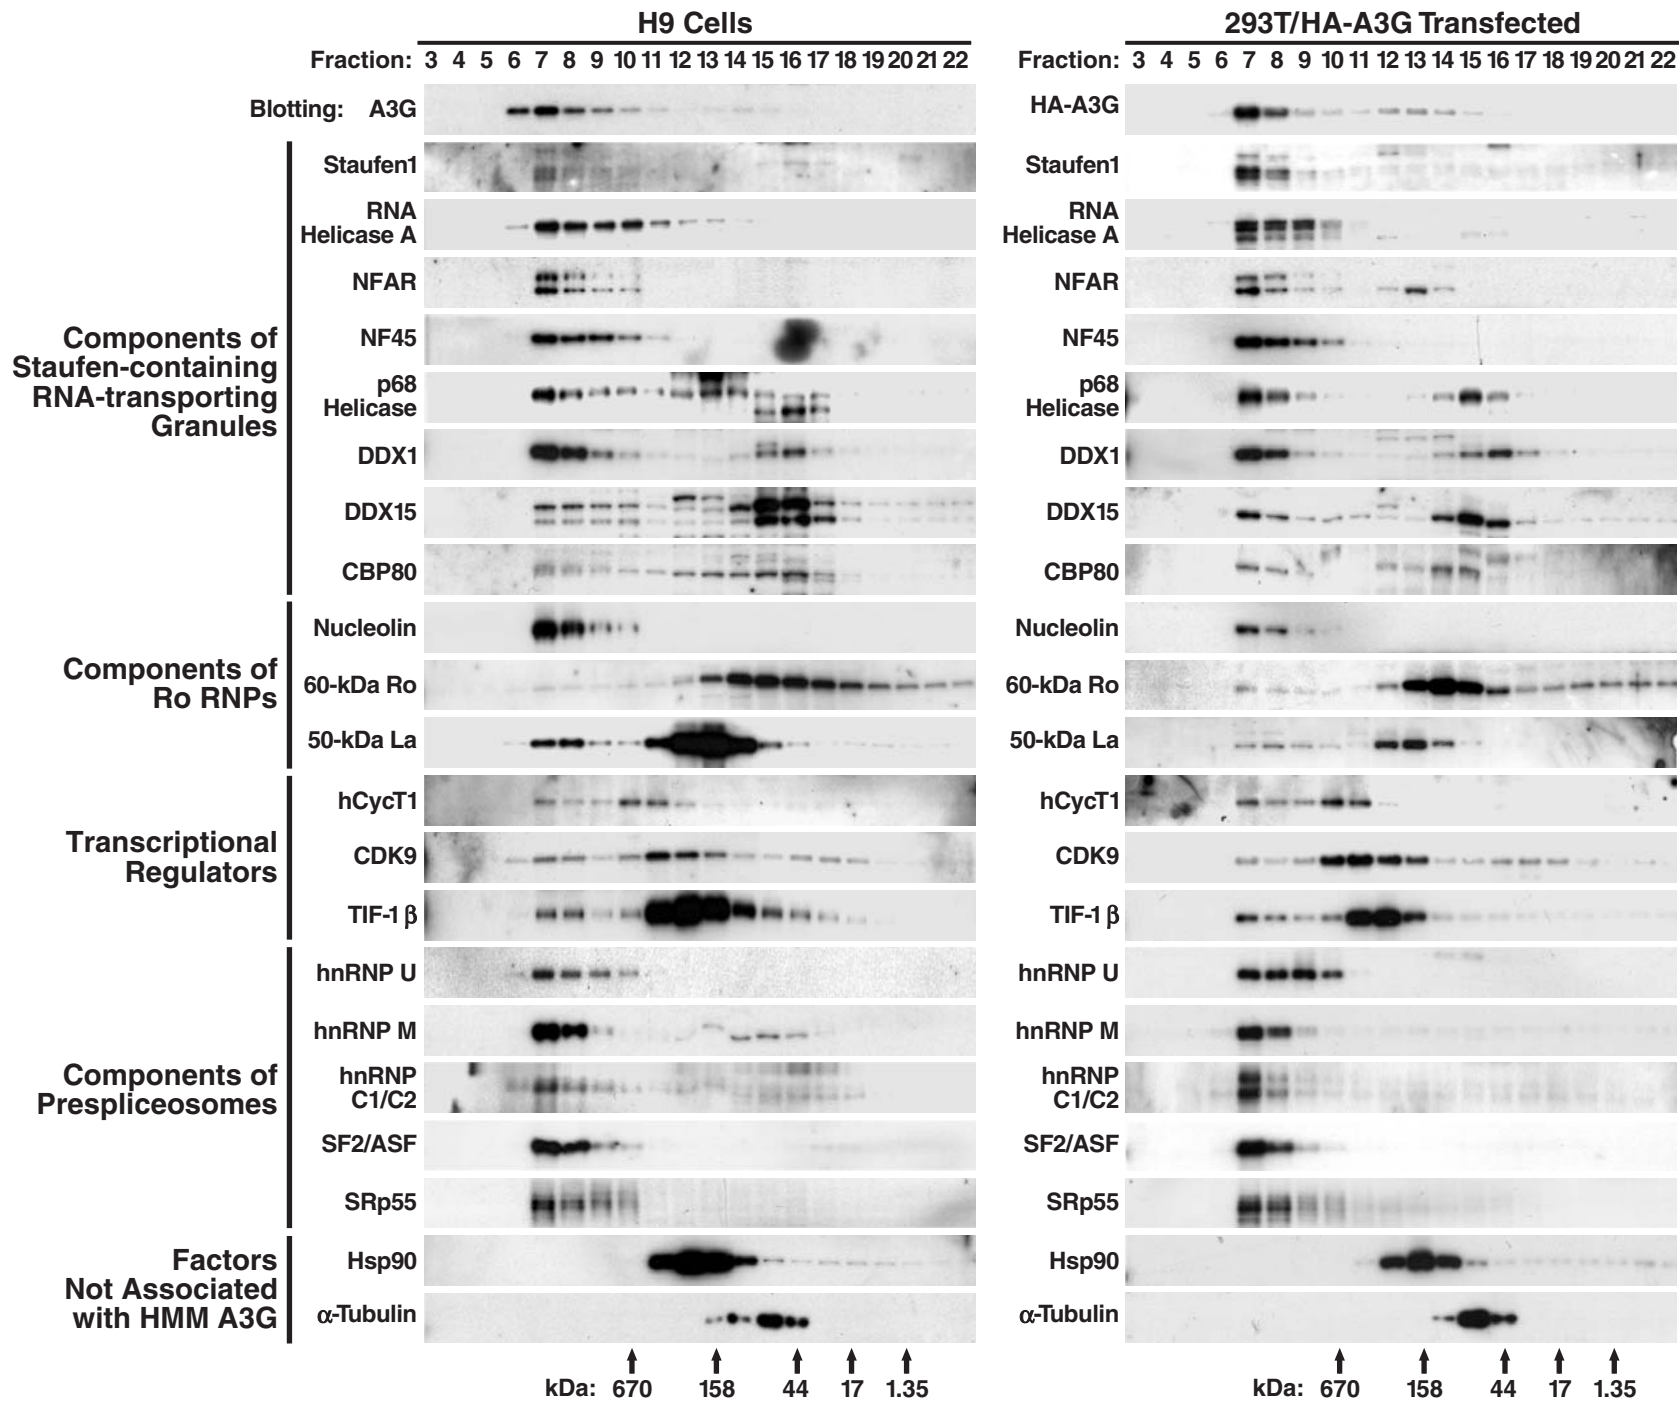 H9 Cells
293T/HA-A3G Transfected
Fraction: 3 4 5 6 7 8 9 10 11 12 13 14 15 16 17 18 19 20 21 22
Fraction: 3 4 5 6 7 8 9 10 11 12 13 14 15 16 17 18 19 20 21 22
Blotting: A3G
HA-A3G
Components of
Staufen-containing
RNA-transporting
Granules
Staufen1
Staufen1
RNA
Helicase A
RNA
Helicase A
NFAR
NFAR
NF45
NF45
p68
Helicase
p68
Helicase
DDX1
DDX1
DDX15
DDX15
CBP80
CBP80
Components of
Ro RNPs
Nucleolin
Nucleolin
60-kDa Ro
60-kDa Ro
50-kDa La
50-kDa La
Transcriptional
Regulators
hCycT1
hCycT1
CDK9
CDK9
TIF-1 β
TIF-1 β
Components of
Prespliceosomes
hnRNP U
hnRNP U
hnRNP M
hnRNP M
hnRNP
C1/C2
hnRNP
C1/C2
SF2/ASF
SF2/ASF
SRp55
SRp55
Factors
Not Associated
with HMM A3G
Hsp90
Hsp90
α-Tubulin
α-Tubulin
kDa: 670 158 44 17 1.35
kDa: 670 158 44 17 1.35